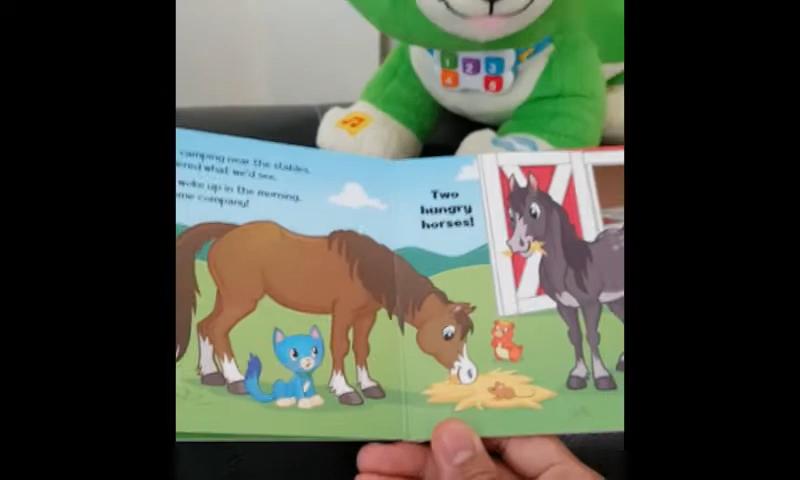 camping near the stables,
ered what we'd see.
woke up in the morning,
ome company!
Two
hungry
horses!
1 2 3
4 5